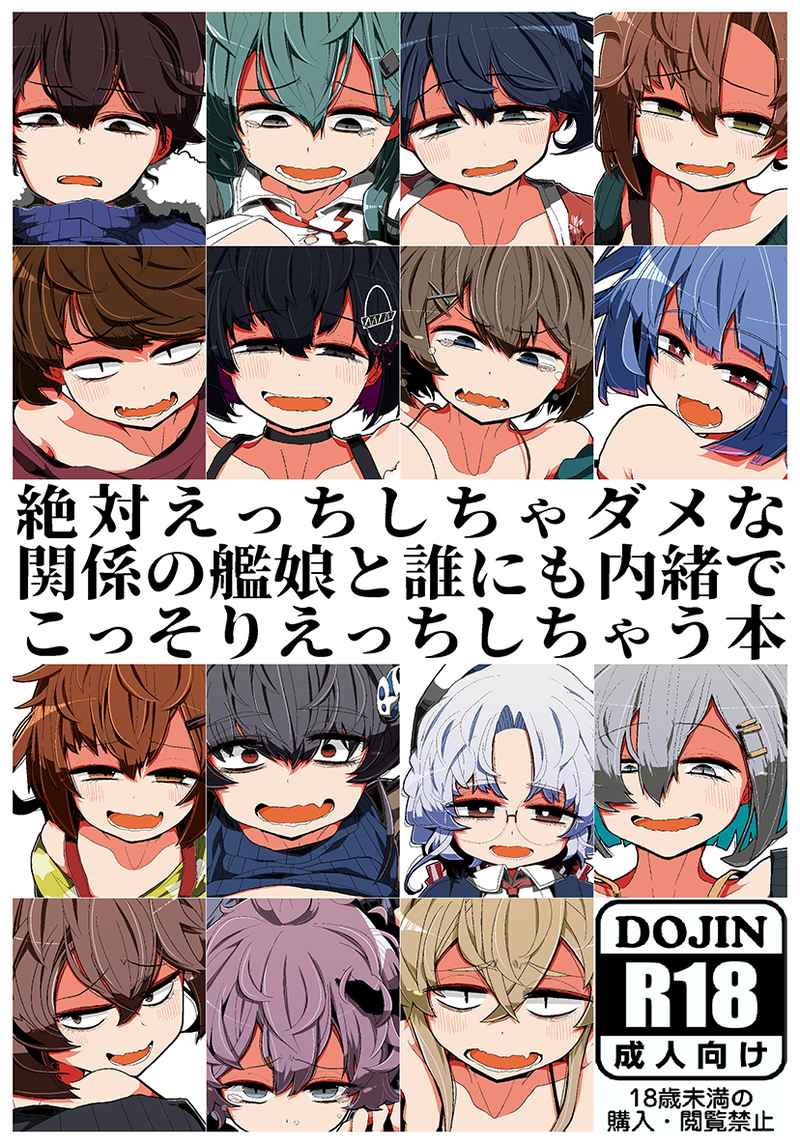 絶対えっちしちゃダメな
関係の艦娘と誰にも内緒で
こっそりえっちしちゃう本
DOJIN
R18
成人向け
18歳未満の
購入・閲覧禁止